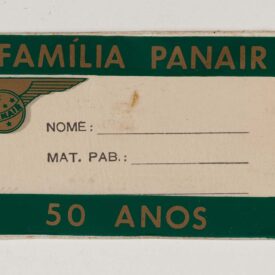 FAMÍLIA PANAIR
NOME:
MAT. PAB.:
50 ANOS